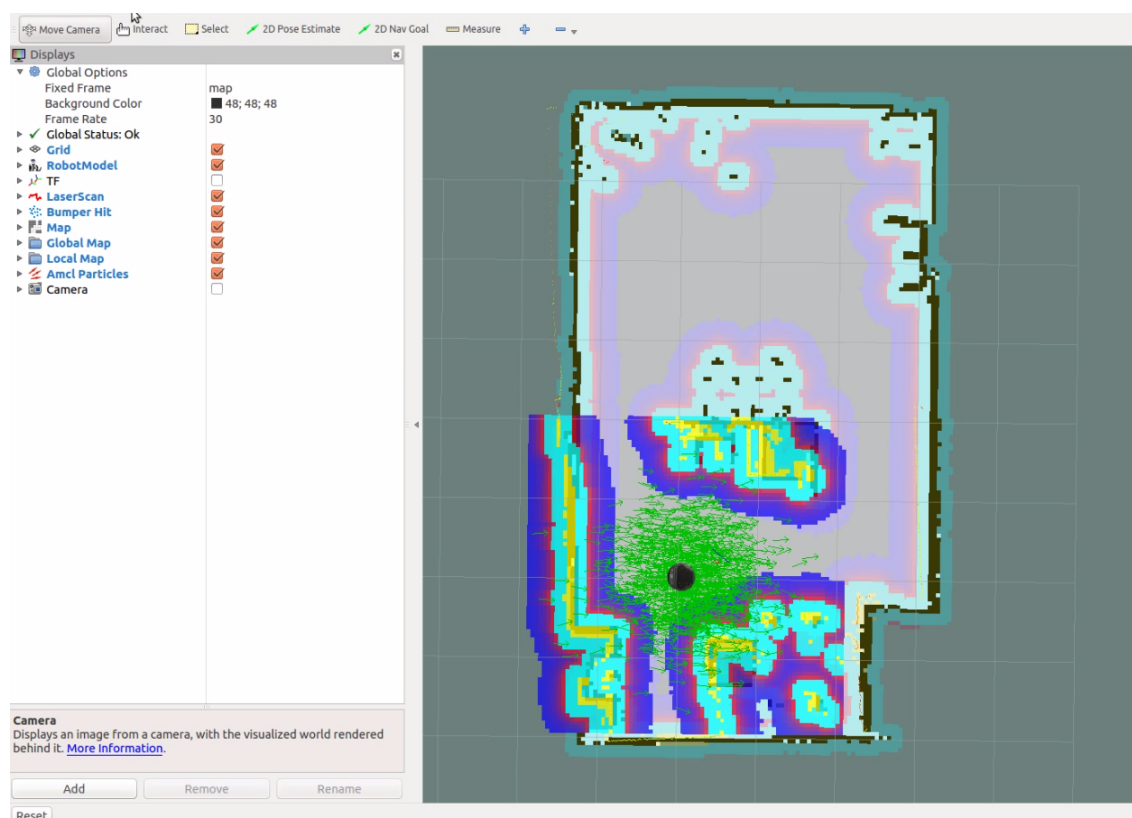 Move Camera Interact Select 2D Pose Estimate 2D Nav Goal Measure
Displays
Global Options
Fixed Frame map
Background Color 48; 48; 48
Frame Rate 30
Global Status: Ok
Grid
RobotModel
TF
LaserScan
Bumper Hit
Map
Global Map
Local Map
Amcl Particles
Camera
Camera
Displays an image from a camera, with the visualized world rendered
behind it. More Information.
Add Remove Rename
Reset